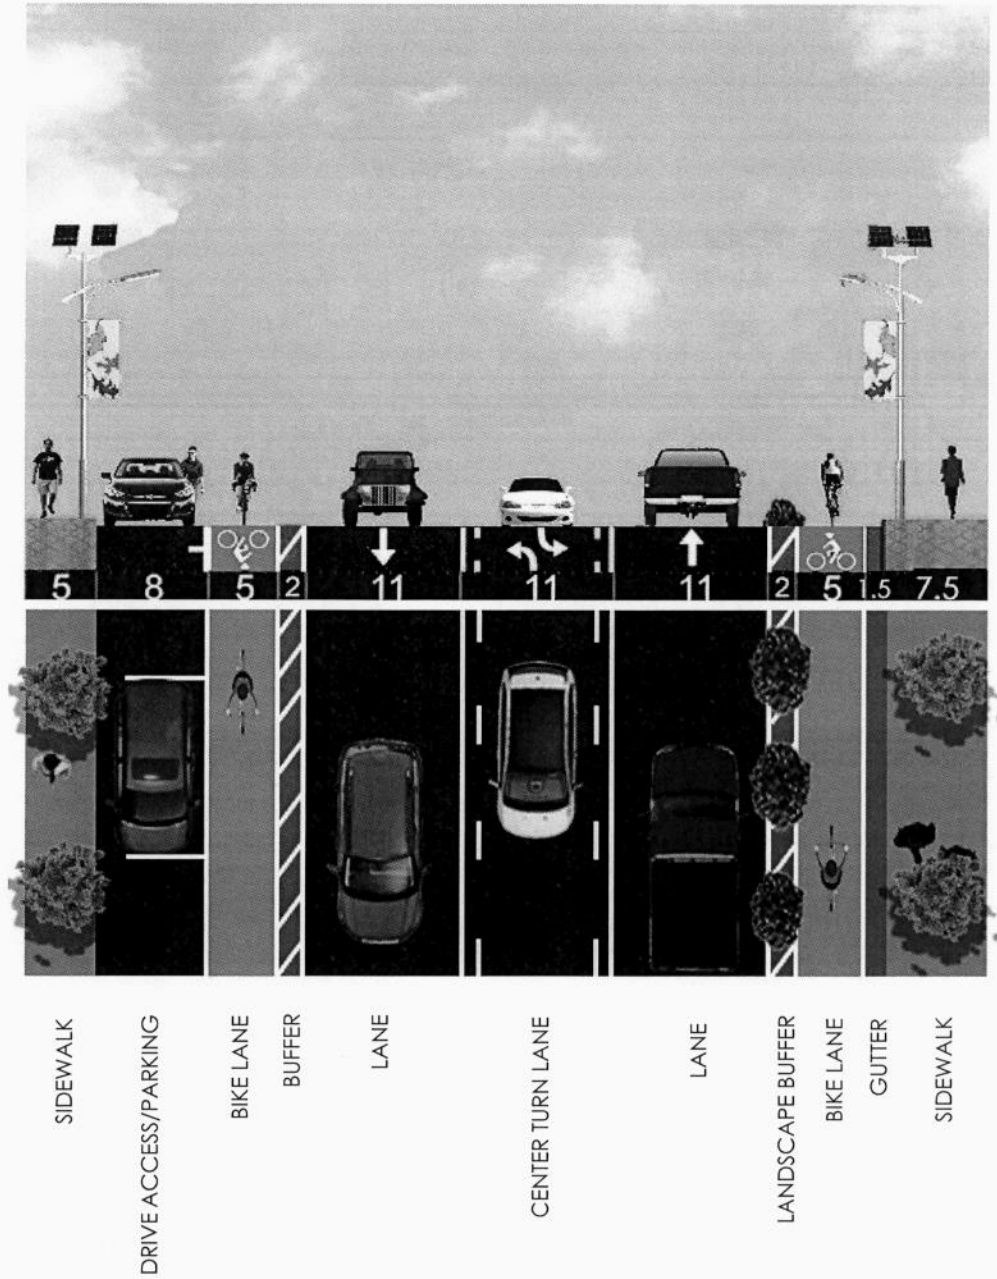 5 8 5 2 11 11 11 2 5 1.5 7.5
SIDEWALK
DRIVE ACCESS/PARKING
BIKE LANE
BUFFER
LANE
CENTER TURN LANE
LANE
LANDSCAPE BUFFER
BIKE LANE
GUTTER
SIDEWALK